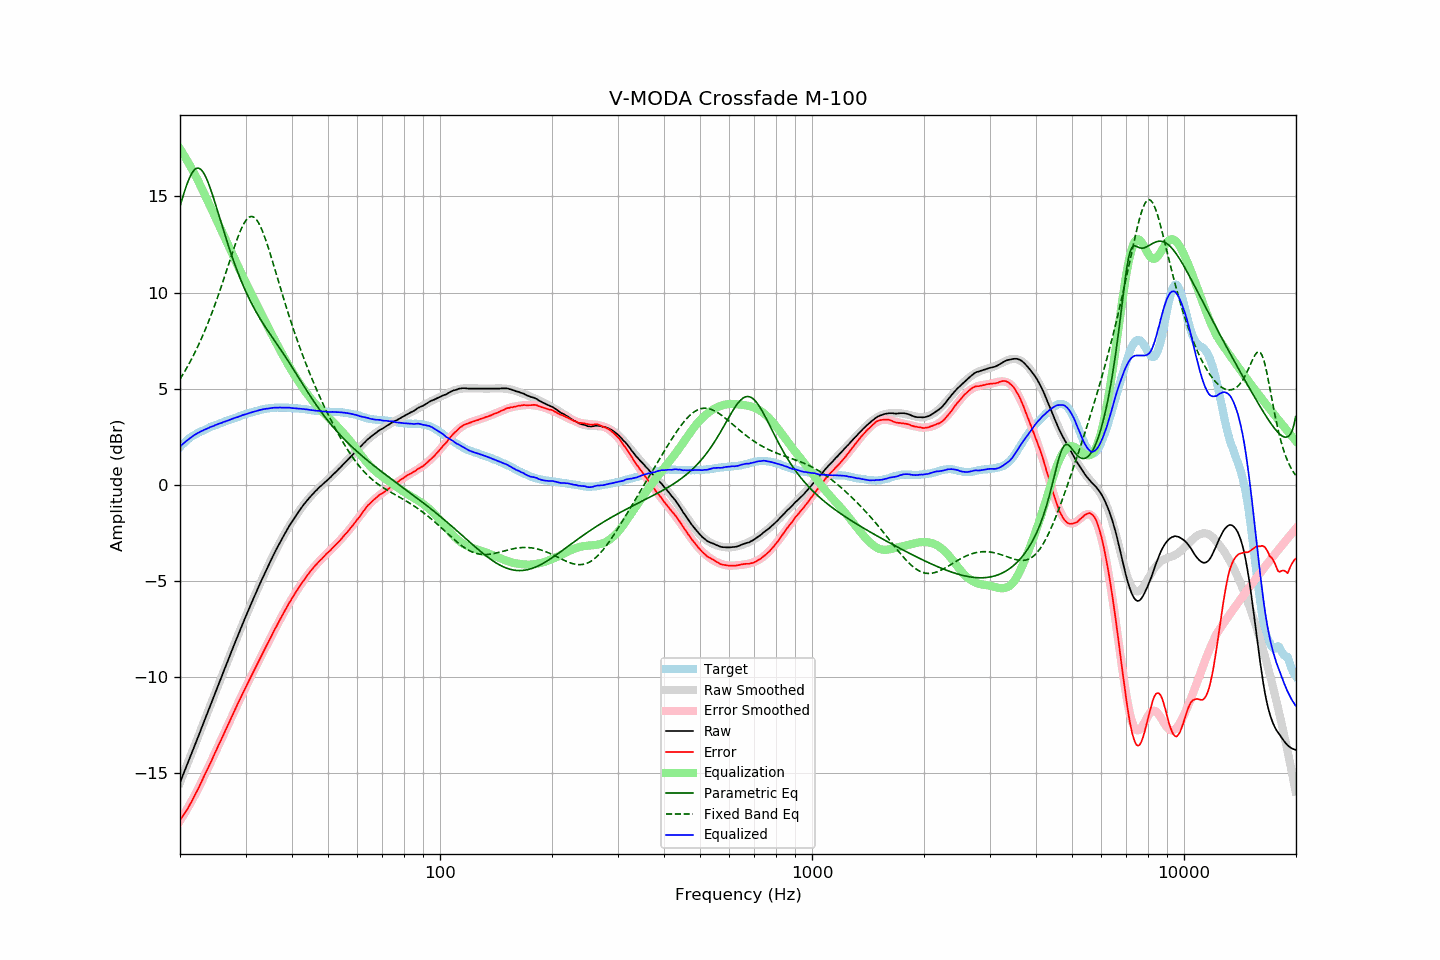 V-MODA Crossfade M-100
Amplitude (dBr)
15
10
5
0
−5
−10
−15
100
1000
10000
Frequency (Hz)
Target
Raw Smoothed
Error Smoothed
Raw
Error
Equalization
Parametric Eq
Fixed Band Eq
Equalized